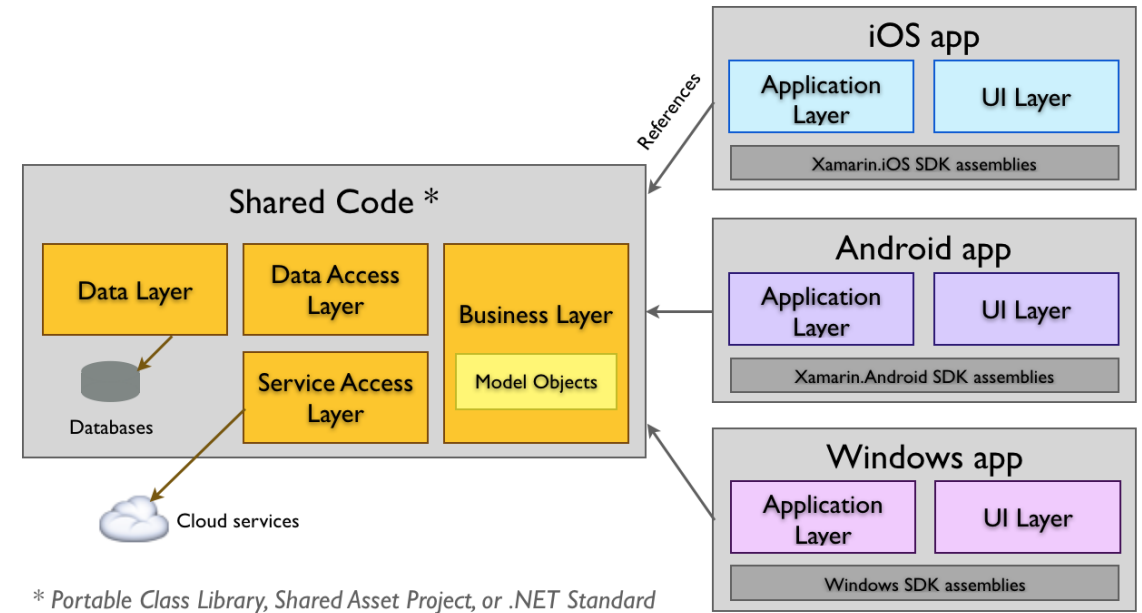 iOS app
Application
Layer
UI Layer
Xamarin.iOS SDK assemblies
References
Shared Code *
Data Layer
Data Access
Layer
Business Layer
Model Objects
Service Access
Layer
Databases
Cloud services
Android app
Application
Layer
UI Layer
Xamarin.Android SDK assemblies
Windows app
Application
Layer
UI Layer
Windows SDK assemblies
* Portable Class Library, Shared Asset Project, or .NET Standard